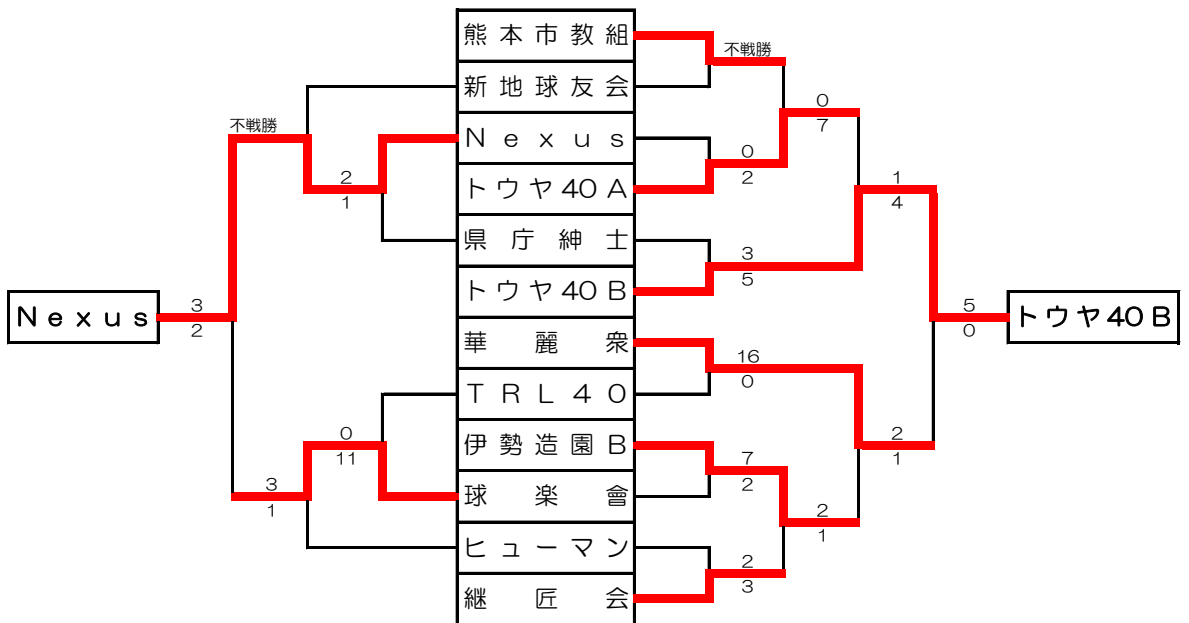 熊本市教組
新地球友会
Nexus
トウヤ40A
県庁紳士
トウヤ40B
華麗衆
TRL40
伊勢造園B
球楽會
ヒューマン
継匠会
不戦勝
2
1
Nexus
3
2
0
11
3
1
不戦勝
0
7
0
2
1
4
3
5
5
0
トウヤ40B
16
0
2
1
7
2
2
1
2
3